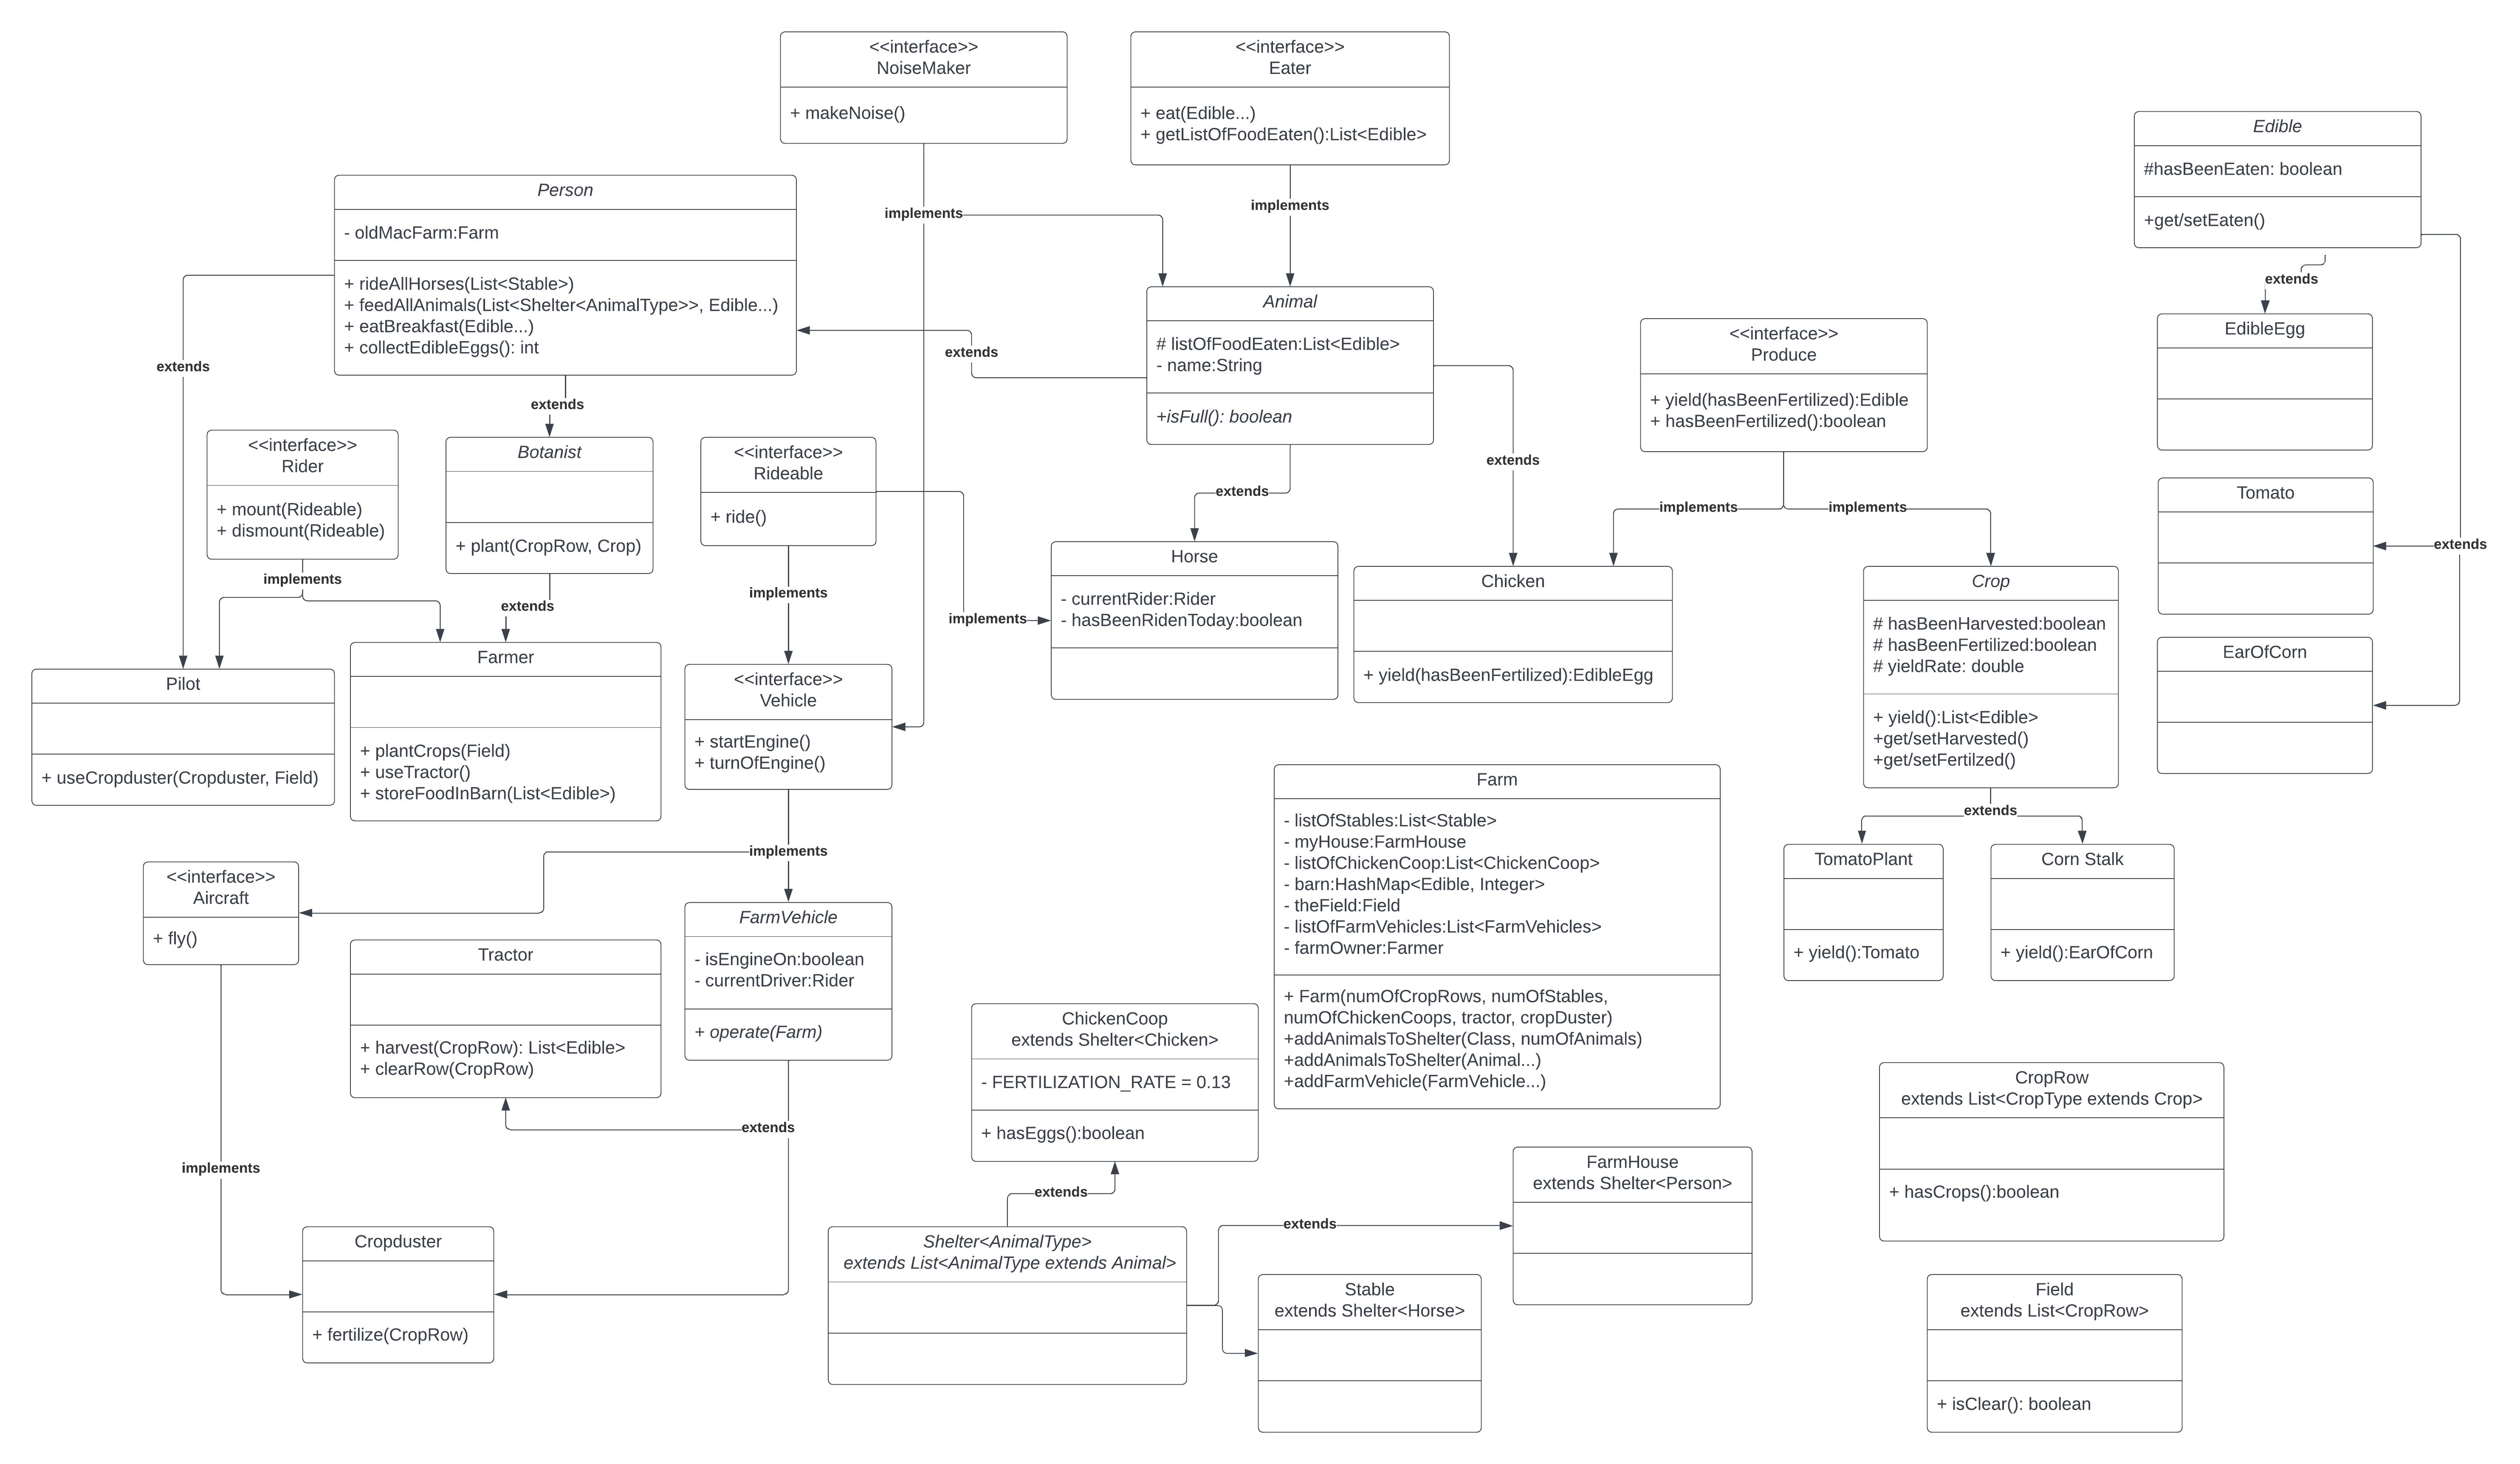 <<interface>>
NoiseMaker
+ makeNoise()
<<interface>>
Eater
+ eat(Edible...)
+ getListOfFoodEaten():List<Edible>
Edible
#hasBeenEaten: boolean
+get/setEaten()
Person
- oldMacFarm:Farm
+ rideAllHorses(List<Stable>)
+ feedAllAnimals(List<Shelter<AnimalType>>, Edible...)
+ eatBreakfast(Edible...)
+ collectEdibleEggs(): int
implements
implements
extends
Animal
# listOfFoodEaten:List<Edible>
- name:String
+isFull(): boolean
extends
extends
extends
<<interface>>
Produce
+ yield(hasBeenFertilized):Edible
+ hasBeenFertilized():boolean
EdibleEgg
<<interface>>
Rider
+ mount(Rideable)
+ dismount(Rideable)
Botanist
+ plant(CropRow, Crop)
<<interface>>
Rideable
+ ride()
extends
extends
implements
implements
Tomato
extends
implements
extends
implements
implements
Horse
- currentRider:Rider
- hasBeenRidenToday:boolean
Chicken
+ yield(hasBeenFertilized):EdibleEgg
Crop
# hasBeenHarvested:boolean
# hasBeenFertilized:boolean
# yieldRate: double
+ yield():List<Edible>
+get/setHarvested()
+get/setFertilzed()
EarOfCorn
Pilot
+ useCropduster(Cropduster, Field)
Farmer
+ plantCrops(Field)
+ useTractor()
+ storeFoodInBarn(List<Edible>)
<<interface>>
Vehicle
+ startEngine()
+ turnOfEngine()
Farm
- listOfStables:List<Stable>
- myHouse:FarmHouse
- listOfChickenCoop:List<ChickenCoop>
- barn:HashMap<Edible, Integer>
- theField:Field
- listOfFarmVehicles:List<FarmVehicles>
- farmOwner:Farmer
+ Farm(numOfCropRows, numOfStables,
numOfChickenCoops, tractor, cropDuster)
+addAnimalsToShelter(Class, numOfAnimals)
+addAnimalsToShelter(Animal...)
+addFarmVehicle(FarmVehicle...)
extends
TomatoPlant
+ yield():Tomato
Corn Stalk
+ yield():EarOfCorn
implements
<<interface>>
Aircraft
+ fly()
Tractor
+ harvest(CropRow): List<Edible>
+ clearRow(CropRow)
FarmVehicle
- isEngineOn:boolean
- currentDriver:Rider
+ operate(Farm)
ChickenCoop
extends Shelter<Chicken>
- FERTILIZATION_RATE = 0.13
+ hasEggs():boolean
CropRow
extends List<CropType extends Crop>
+ hasCrops():boolean
extends
implements
FarmHouse
extends Shelter<Person>
extends
extends
Cropduster
+ fertilize(CropRow)
Shelter<AnimalType>
extends List<AnimalType extends Animal>
Stable
extends Shelter<Horse>
Field
extends List<CropRow>
+ isClear(): boolean